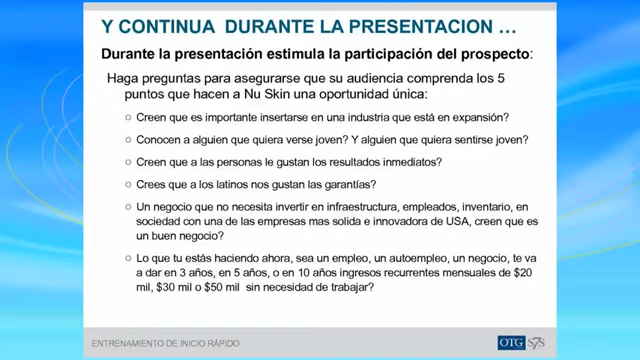 Y CONTINUA DURANTE LA PRESENTACION ...
Durante la presentación estimula la participación del prospecto:
Haga preguntas para asegurarse que su audiencia comprenda los 5
puntos que hacen a Nu Skin una oportunidad única:
○ Creen que es importante insertarse en una industria que está en expansión?
○ Conocen a alguien que quiera verse joven? Y alguien que quiera sentirse joven?
○ Creen que a las personas le gustan los resultados inmediatos?
○ Crees que a los latinos nos gustan las garantías?
○ Un negocio que no necesita invertir en infraestructura, empleados, inventario, en
sociedad con una de las empresas mas solida e innovadora de USA, creen que es
un buen negocio?
○ Lo que tu estás haciendo ahora, sea un empleo, un autoempleo, un negocio, te va
a dar en 3 años, en 5 años, o en 10 años ingresos recurrentes mensuales de $20
mil, $30 mil o $50 mil sin necesidad de trabajar?
ENTRENAMIENTO DE INICIO RÁPIDO
OTG S7S